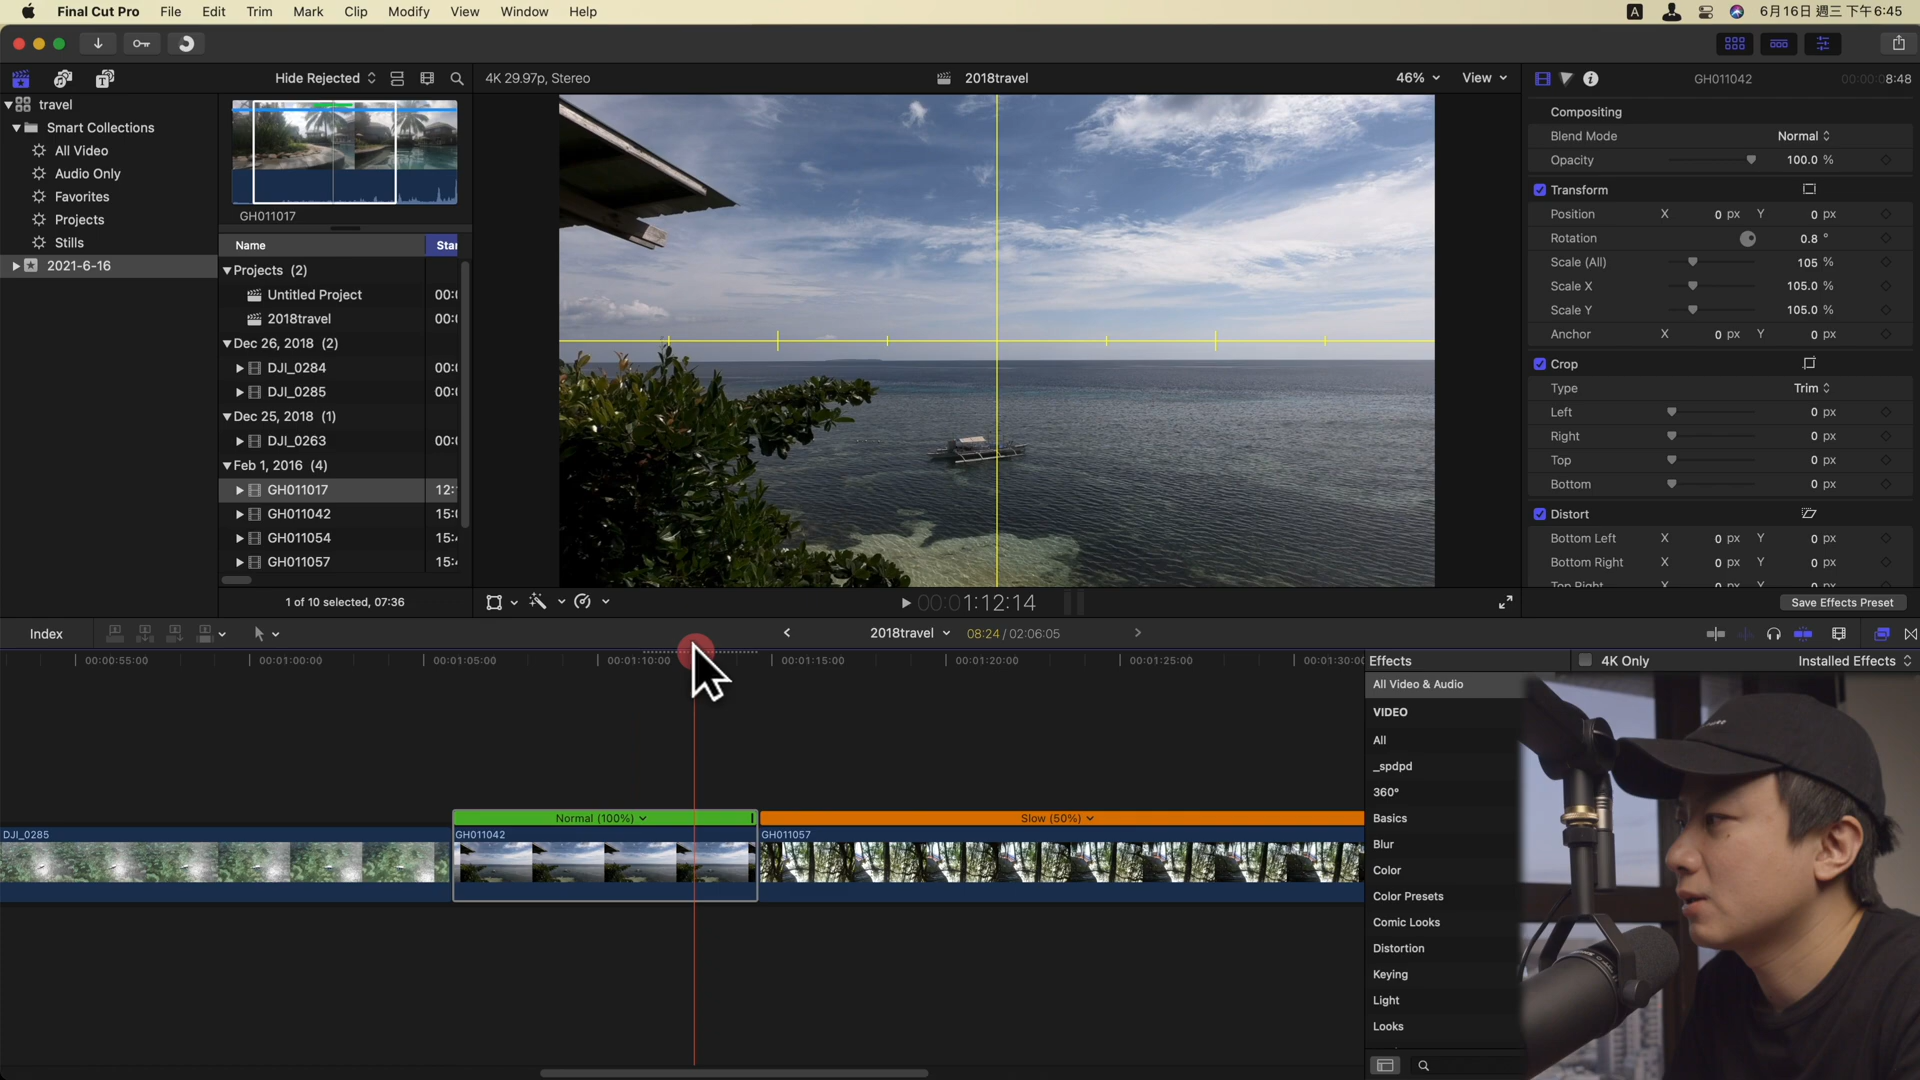 Final Cut Pro File Edit Trim Mark Clip Modify View Window Help
A 6月16日 週三 下午6:45
Hide Rejected
4K 29.97p, Stereo
2018travel
46%
View
GH011042
00:00:08:48
travel
Smart Collections
All Video
Audio Only
Favorites
Projects
Stills
2021-6-16
GH011017
Name Star
Projects (2)
Untitled Project 00:0
2018travel 00:0
Dec 26, 2018 (2)
DJI_0284 00:0
DJI_0285 00:0
Dec 25, 2018 (1)
DJI_0263 00:0
Feb 1, 2016 (4)
GH011017 12:
GH011042 15:0
GH011054 15:4
GH011057 15:4
1 of 10 selected, 07:36
Compositing
Blend Mode Normal
Opacity 100.0 %
Transform
Position X 0 px Y 0 px
Rotation 0.8 °
Scale (All) 105 %
Scale X 105.0 %
Scale Y 105.0 %
Anchor X 0 px Y 0 px
Crop
Type Trim
Left 0 px
Right 0 px
Top 0 px
Bottom 0 px
Distort
Bottom Left X 0 px Y 0 px
Bottom Right X 0 px Y 0 px
Top Right X 0 px Y 0 px
Save Effects Preset
00:01:12:14
Index
2018travel
08:24 / 02:06:05
00:00:55:00 00:01:00:00 00:01:05:00 00:01:10:00 00:01:15:00 00:01:20:00 00:01:25:00 00:01:30:00
Normal (100%)
Slow (50%)
DJI_0285
GH011042
GH011057
Effects
4K Only
Installed Effects
All Video & Audio
VIDEO
All
_spdpd
360°
Basics
Blur
Color
Color Presets
Comic Looks
Distortion
Keying
Light
Looks